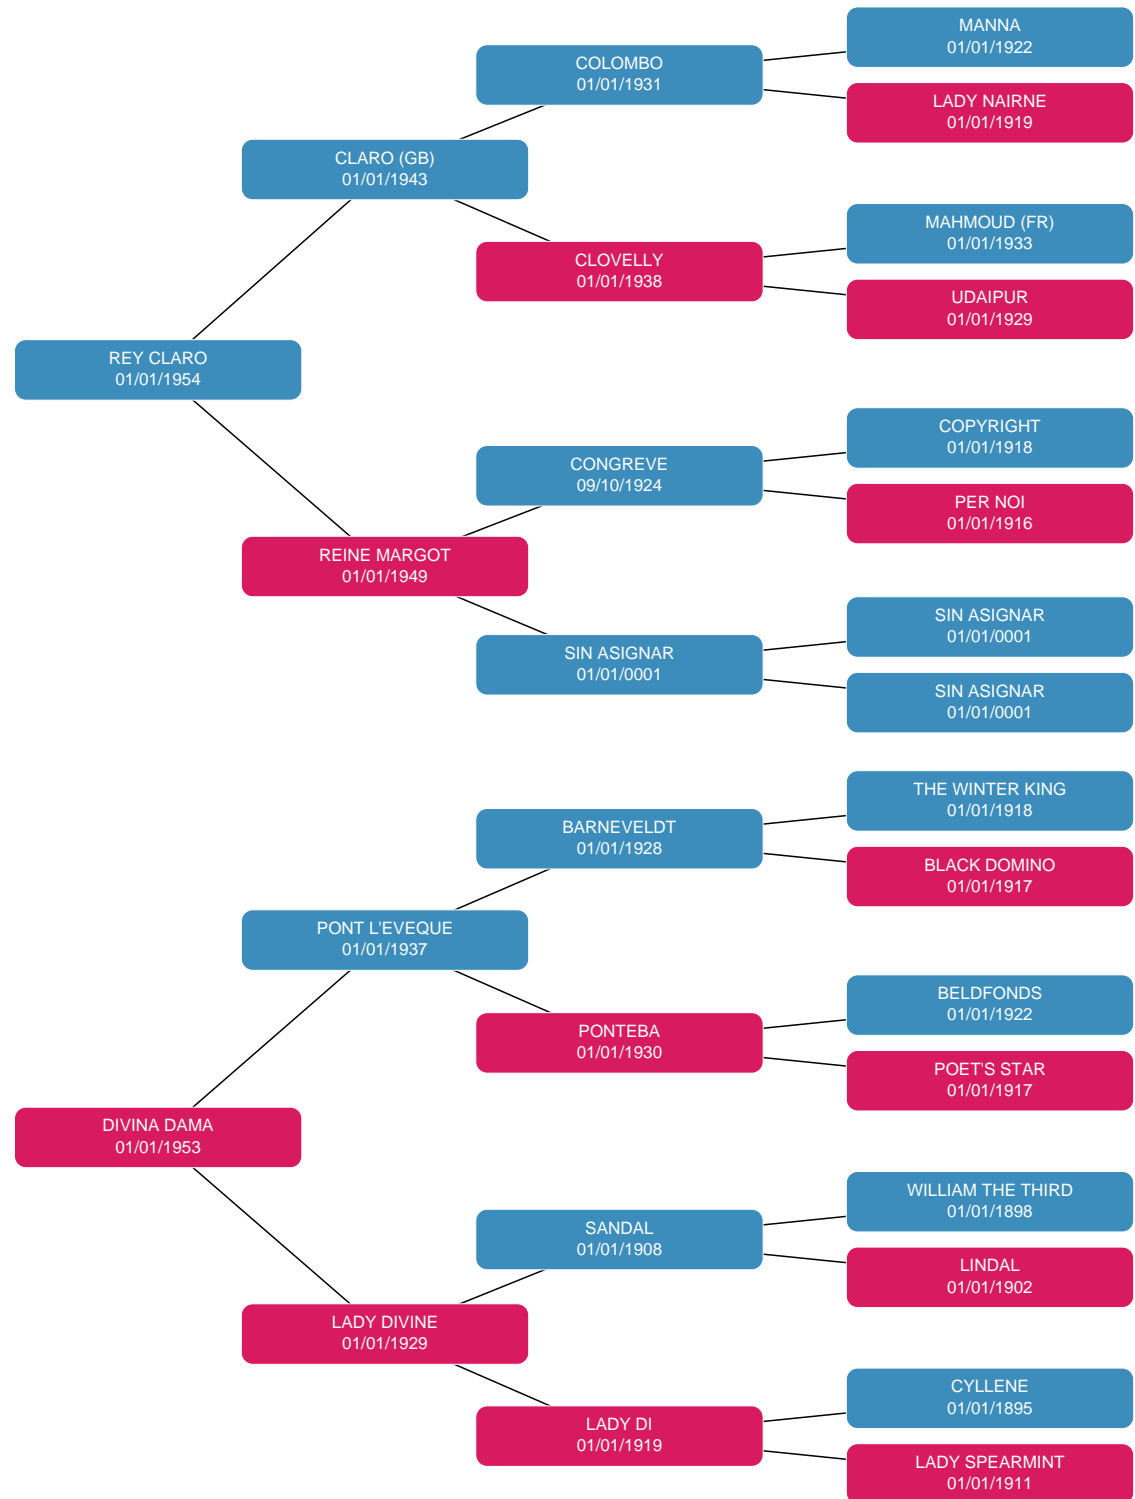 MANNA
01/01/1922
COLOMBO
01/01/1931
LADY NAIRNE
01/01/1919
CLARO (GB)
01/01/1943
MAHMOUD (FR)
01/01/1933
CLOVELLY
01/01/1938
UDAIPUR
01/01/1929
REY CLARO
01/01/1954
COPYRIGHT
01/01/1918
CONGREVE
09/10/1924
PER NOI
01/01/1916
REINE MARGOT
01/01/1949
SIN ASIGNAR
01/01/0001
SIN ASIGNAR
01/01/0001
SIN ASIGNAR
01/01/0001
THE WINTER KING
01/01/1918
BARNEVELDT
01/01/1928
BLACK DOMINO
01/01/1917
PONT L'EVEQUE
01/01/1937
BELDFONDS
01/01/1922
PONTEBA
01/01/1930
POET'S STAR
01/01/1917
DIVINA DAMA
01/01/1953
WILLIAM THE THIRD
01/01/1898
SANDAL
01/01/1908
LINDAL
01/01/1902
LADY DIVINE
01/01/1929
CYLLENE
01/01/1895
LADY DI
01/01/1919
LADY SPEARMINT
01/01/1911